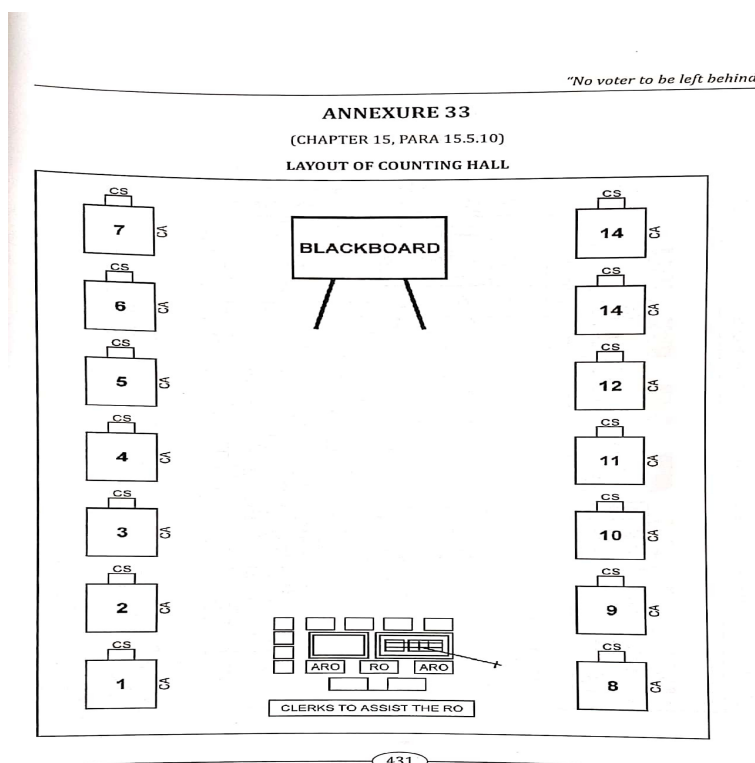 "No voter to be left behind
ANNEXURE 33
(CHAPTER 15, PARA 15.5.10)
LAYOUT OF COUNTING HALL
CS
7
CA
CS
6
CA
CS
5
CA
CS
4
CA
CS
3
CA
CS
2
CA
CS
1
CA
BLACKBOARD
CS
14
CA
CS
14
CA
CS
12
CA
CS
11
CA
CS
10
CA
CS
9
CA
CS
8
CA
ARO RO ARO
CLERKS TO ASSIST THE RO
431